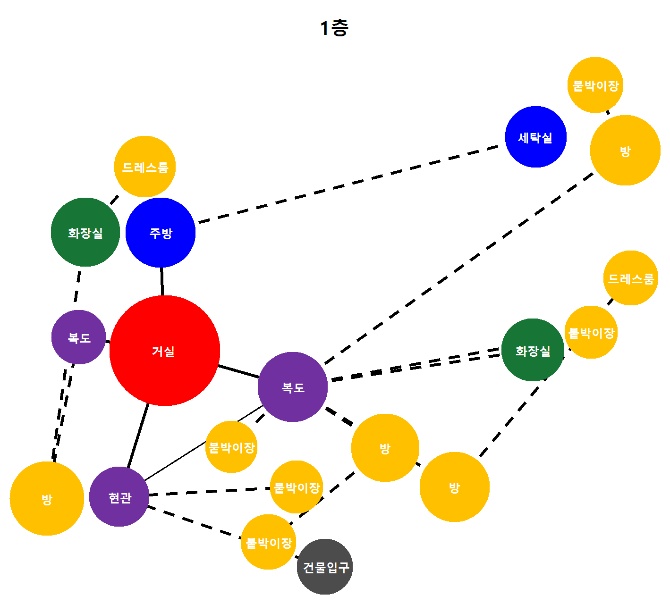 1층
붙박이장
세탁실
방
드레스룸
화장실
주방
드레스룸
복도
거실
붙박이장
화장실
복도
붙박이장
방
방
붙박이장
방
현관
붙박이장
건물입구